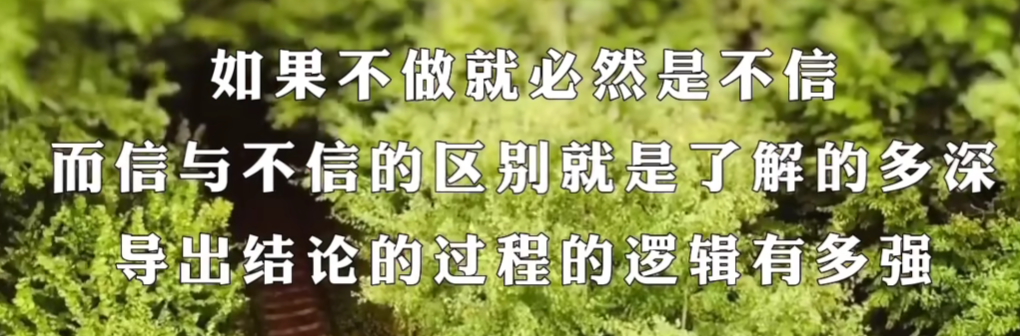 如果不做就必然是不信
而信与不信的区别就是了解的多深
导出结论的过程的逻辑有多强